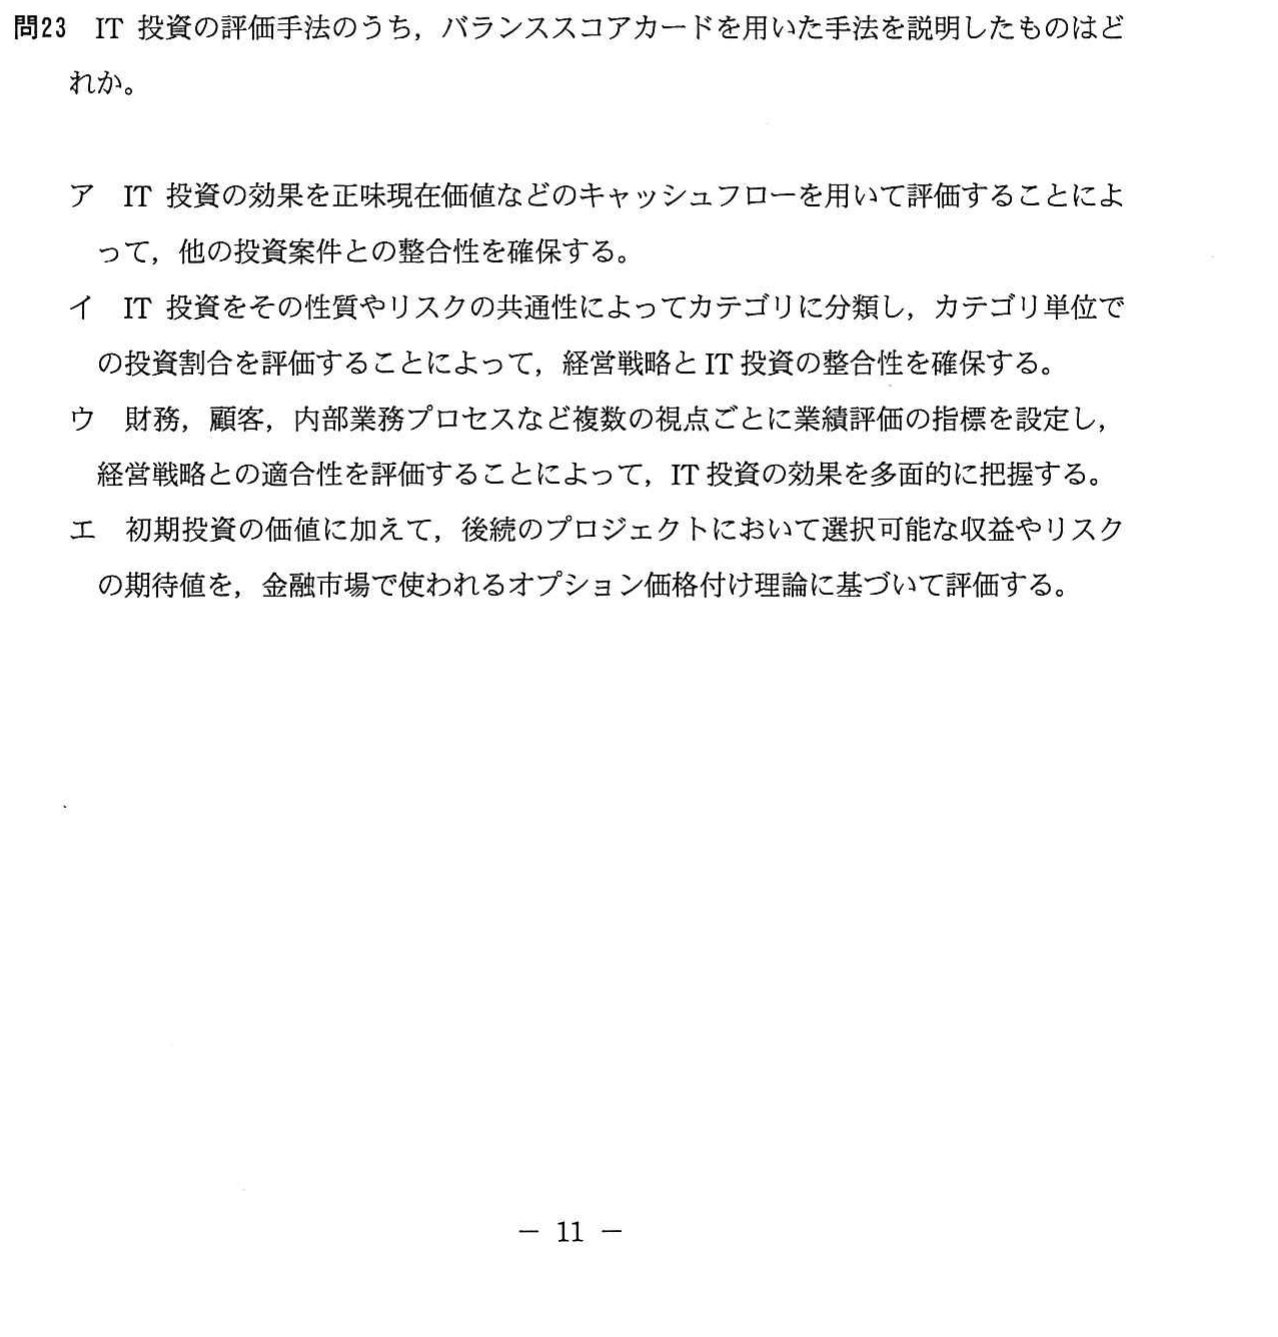 問23 IT 投資の評価手法のうち，バランススコアカードを用いた手法を説明したものはど
れか。
ア IT 投資の効果を正味現在価値などのキャッシュフローを用いて評価することによ
って，他の投資案件との整合性を確保する。
イ IT 投資をその性質やリスクの共通性によってカテゴリに分類し，カテゴリ単位で
の投資割合を評価することによって，経営戦略と IT 投資の整合性を確保する。
ウ 財務，顧客，内部業務プロセスなど複数の視点ごとに業績評価の指標を設定し，
経営戦略との適合性を評価することによって，IT 投資の効果を多面的に把握する。
エ 初期投資の価値に加えて，後続のプロジェクトにおいて選択可能な収益やリスク
の期待値を，金融市場で使われるオプション価格付け理論に基づいて評価する。
－ 11 －